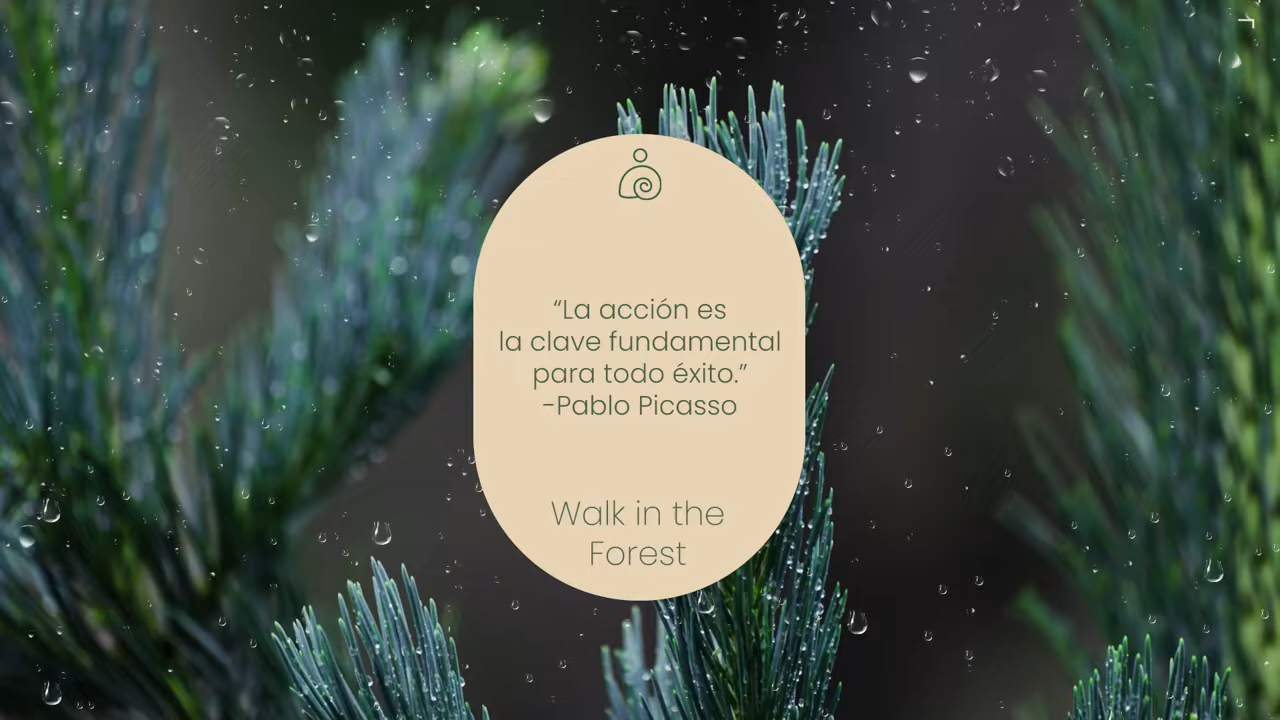 “La acción es
la clave fundamental
para todo éxito.”
-Pablo Picasso
Walk in the
Forest